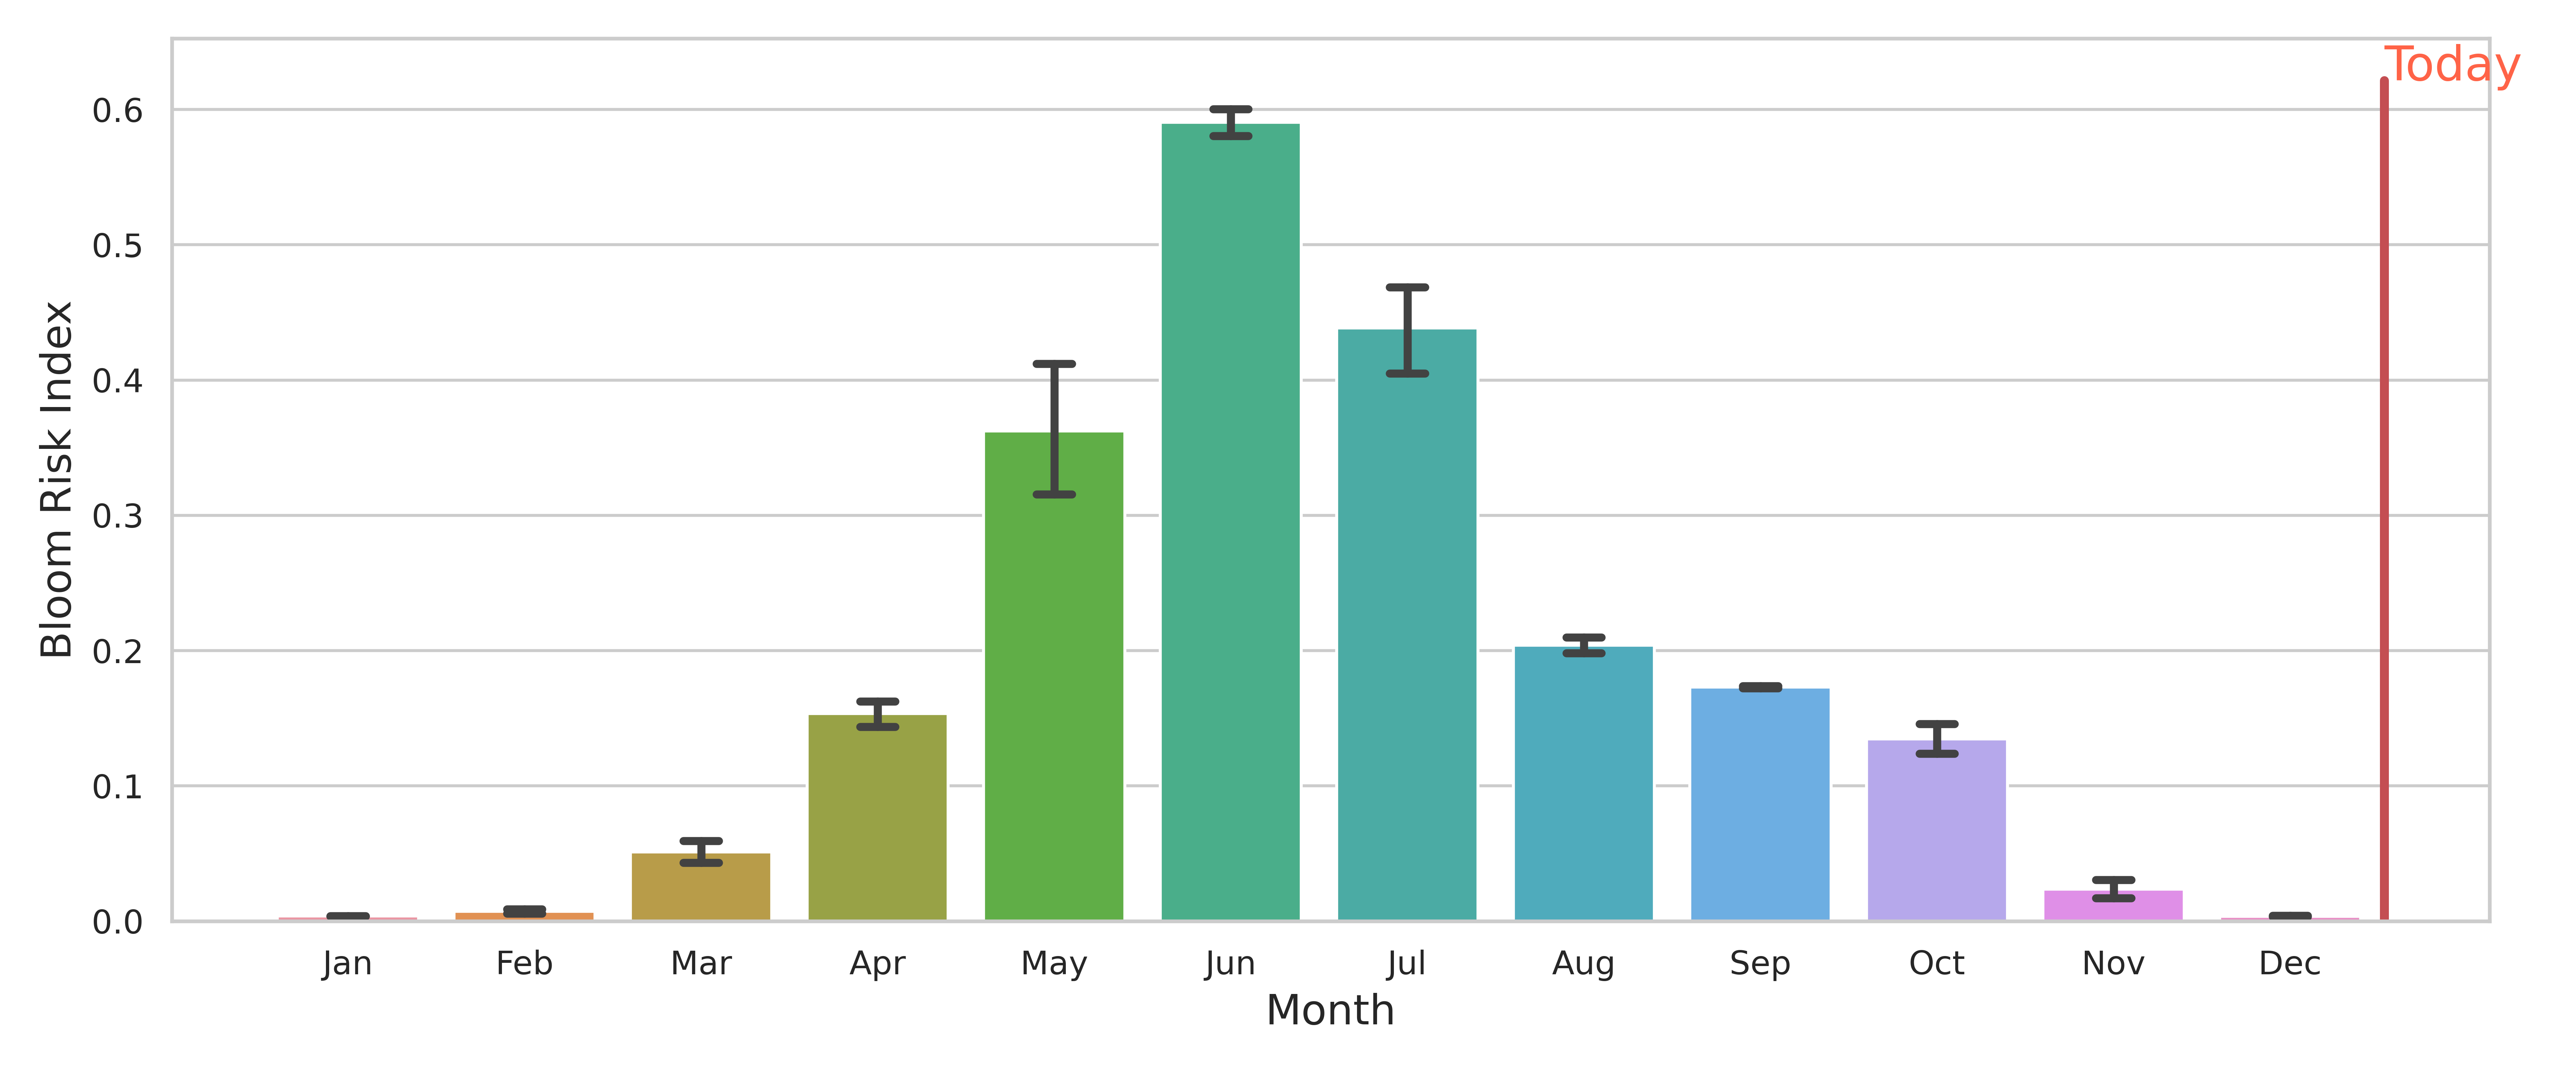 Today
0.6
0.5
0.4
0.3
0.2
0.1
0.0
Bloom Risk Index
Jan Feb Mar Apr May Jun Jul Aug Sep Oct Nov Dec
Month